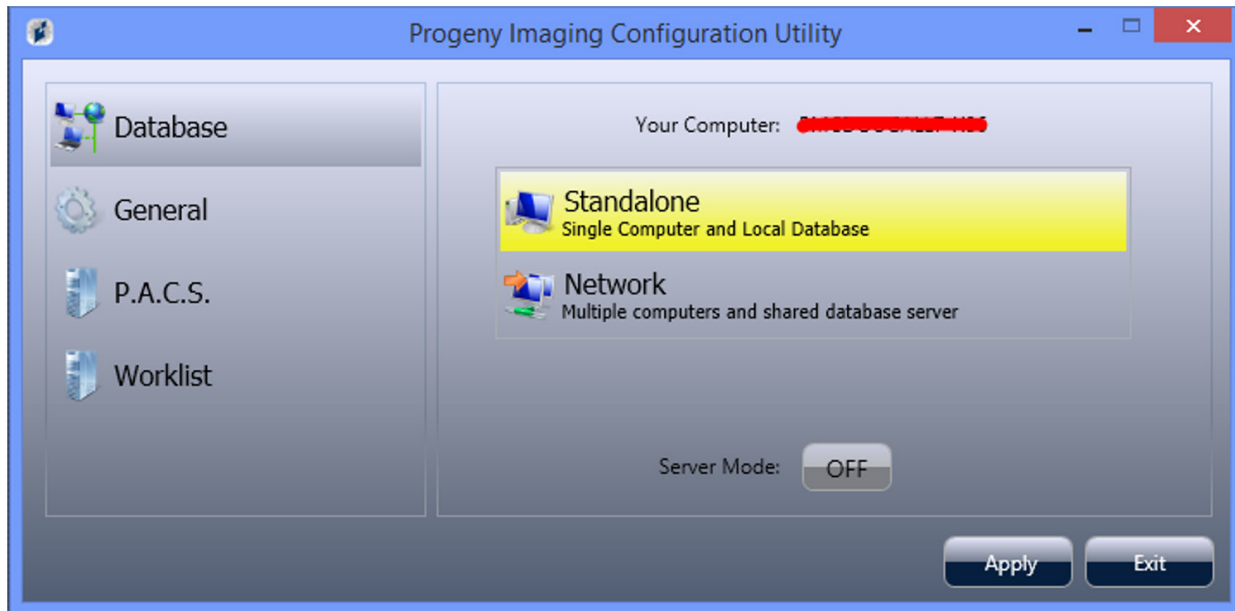 Progeny Imaging Configuration Utility
Database
General
P.A.C.S.
Worklist
Your Computer:
Standalone
Single Computer and Local Database
Network
Multiple computers and shared database server
Server Mode: OFF
Apply Exit